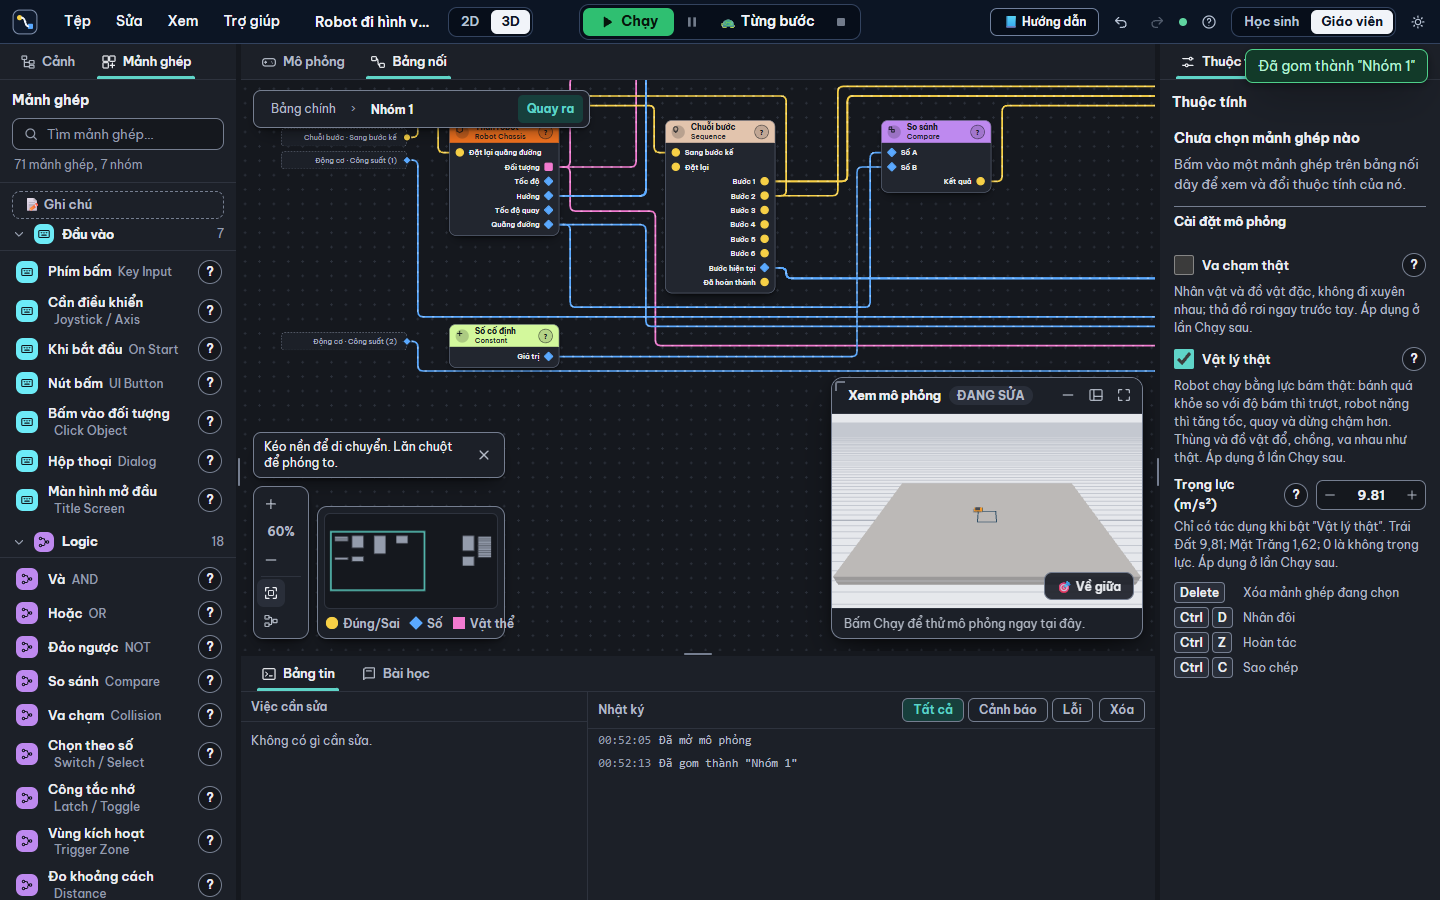 Tệp
Sửa
Xem
Trợ giúp
Robot đi hình v...
2D
3D
Chạy
Từng bước
Hướng dẫn
Học sinh
Giáo viên
Cảnh
Mảnh ghép
Mô phỏng
Bảng nối
Thuộc
Đã gom thành "Nhóm 1"
Mảnh ghép
Tìm mảnh ghép...
71 mảnh ghép, 7 nhóm
Ghi chú
Đầu vào
7
Phím bấm Key Input
?
Cần điều khiển
Joystick / Axis
?
Khi bắt đầu On Start
?
Nút bấm UI Button
?
Bấm vào đối tượng
Click Object
?
Hộp thoại Dialog
?
Màn hình mở đầu
Title Screen
?
Logic
18
Và AND
?
Hoặc OR
?
Đảo ngược NOT
?
So sánh Compare
?
Va chạm Collision
?
Chọn theo số
Switch / Select
?
Công tắc nhớ
Latch / Toggle
?
Vùng kích hoạt
Trigger Zone
?
Đo khoảng cách
Distance
?
Bảng chính
›
Nhóm 1
Quay ra
Chuỗi bước · Sang bước kế
Động cơ · Công suất (1)
Robot Chassis
?
Đặt lại quãng đường
Đối tượng
Tốc độ
Hướng
Tốc độ quay
Quãng đường
Chuỗi bước
Sequence
?
Sang bước kế
Đặt lại
Bước 1
Bước 2
Bước 3
Bước 4
Bước 5
Bước 6
Bước hiện tại
Đã hoàn thành
So sánh
Compare
?
Số A
Số B
Kết quả
Động cơ · Công suất (2)
Số cố định
Constant
?
Giá trị
Kéo nền để di chuyển. Lăn chuột
để phóng to.
60%
Đúng/Sai
Số
Vật thể
Xem mô phỏng
ĐANG SỬA
Về giữa
Bấm Chạy để thử mô phỏng ngay tại đây.
Bảng tin
Bài học
Việc cần sửa
Không có gì cần sửa.
Nhật ký
Tất cả
Cảnh báo
Lỗi
Xóa
00:52:05 Đã mở mô phỏng
00:52:13 Đã gom thành "Nhóm 1"
Thuộc tính
Chưa chọn mảnh ghép nào
Bấm vào một mảnh ghép trên bảng nối
dây để xem và đổi thuộc tính của nó.
Cài đặt mô phỏng
Va chạm thật
?
Nhân vật và đồ vật đặc, không đi xuyên
nhau; thả đồ rơi ngay trước tay. Áp dụng ở
lần Chạy sau.
Vật lý thật
?
Robot chạy bằng lực bám thật: bánh quá
khỏe so với độ bám thì trượt, robot nặng
thì tăng tốc, quay và dừng chậm hơn.
Thùng và đồ vật đổ, chồng, va nhau như
thật. Áp dụng ở lần Chạy sau.
Trọng lực
(m/s²)
?
9.81
Chỉ có tác dụng khi bật "Vật lý thật". Trái
Đất 9,81; Mặt Trăng 1,62; 0 là không trọng
lực. Áp dụng ở lần Chạy sau.
Delete
Xóa mảnh ghép đang chọn
Ctrl D
Nhân đôi
Ctrl Z
Hoàn tác
Ctrl C
Sao chép